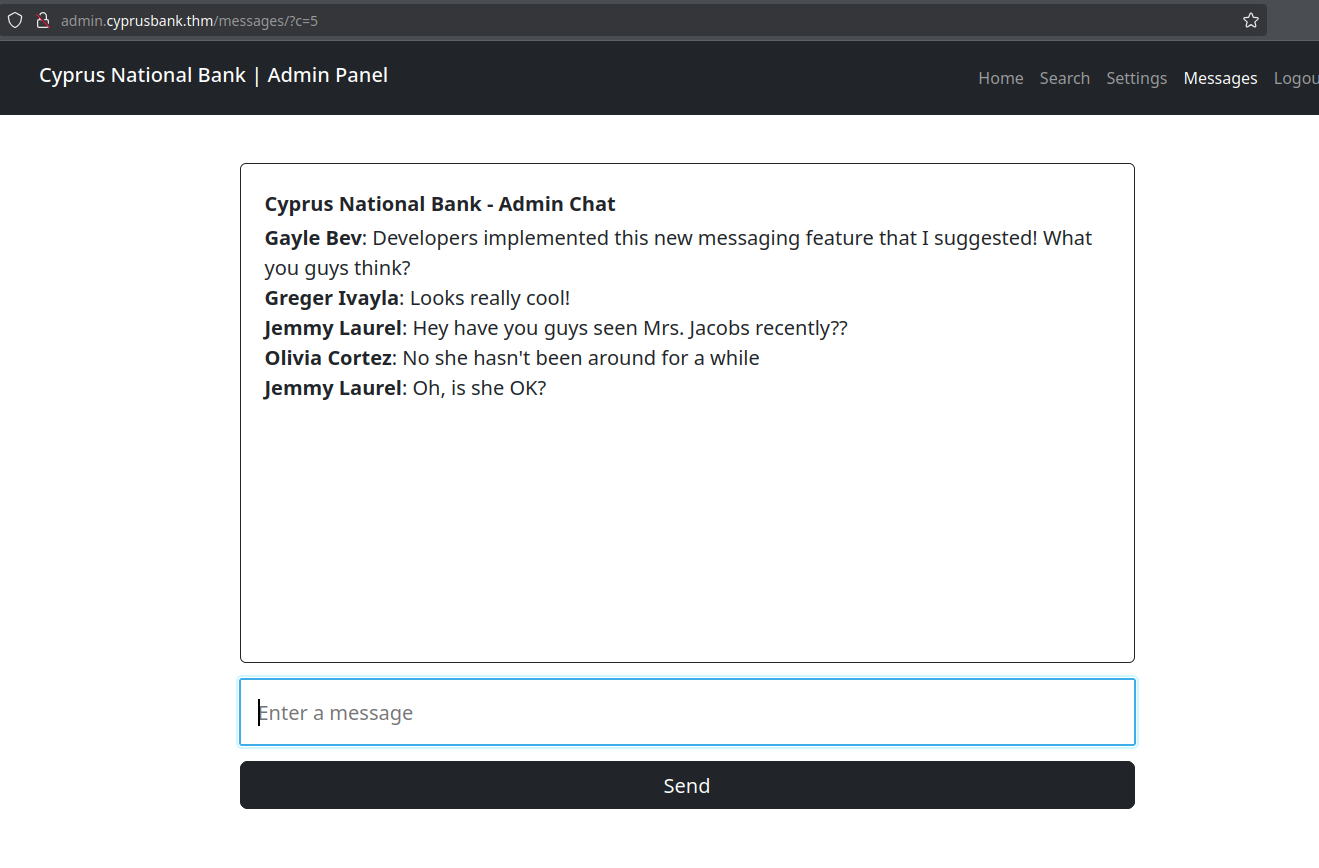 admin.cyprusbank.thm/messages/?c=5
Cyprus National Bank | Admin Panel
Home Search Settings Messages Logou
Cyprus National Bank - Admin Chat
Gayle Bev: Developers implemented this new messaging feature that I suggested! What
you guys think?
Greger Ivayla: Looks really cool!
Jemmy Laurel: Hey have you guys seen Mrs. Jacobs recently??
Olivia Cortez: No she hasn't been around for a while
Jemmy Laurel: Oh, is she OK?
Enter a message
Send